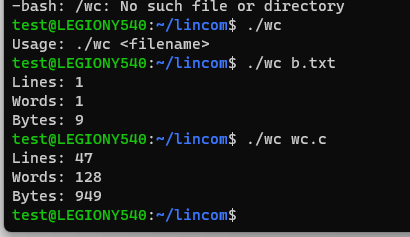 -bash: /wc: No such file or directory
test@LEGIONY540:~/lincom$ ./wc
Usage: ./wc <filename>
test@LEGIONY540:~/lincom$ ./wc b.txt
Lines: 1
Words: 1
Bytes: 9
test@LEGIONY540:~/lincom$ ./wc wc.c
Lines: 47
Words: 128
Bytes: 949
test@LEGIONY540:~/lincom$